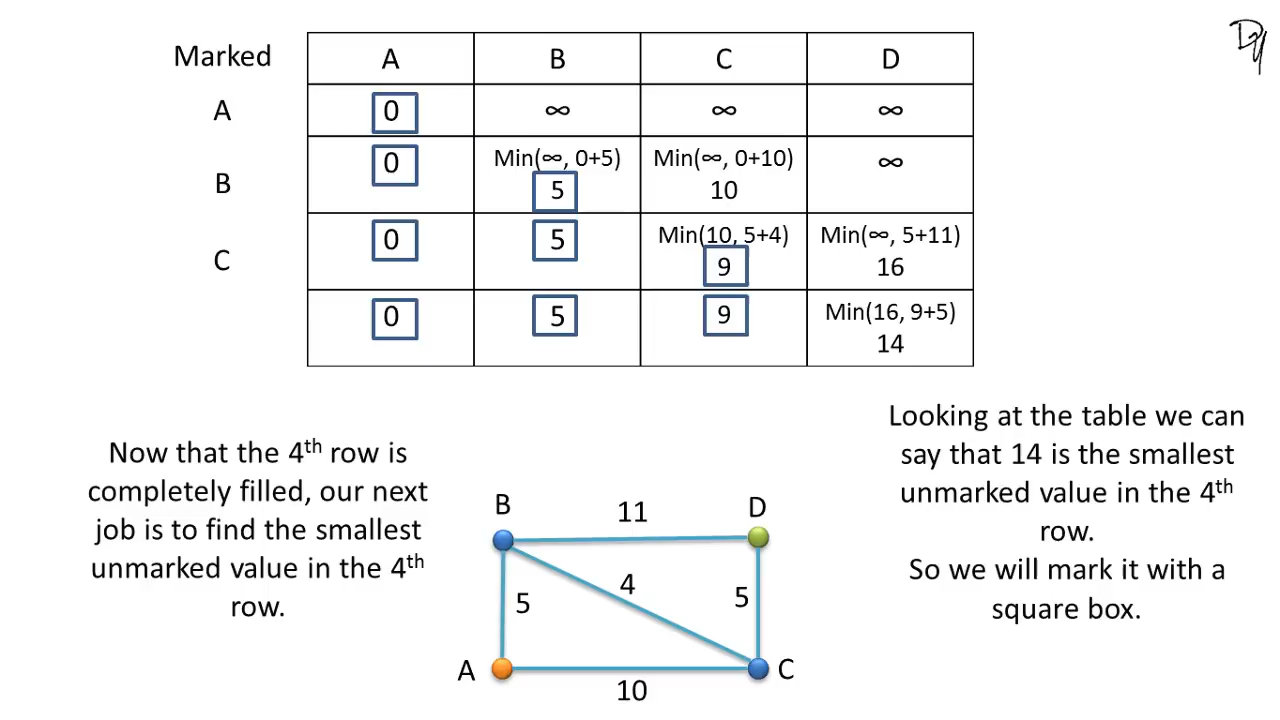 Marked A B C D
A 0 ∞ ∞ ∞
B 0 Min(∞, 0+5) Min(∞, 0+10) ∞
5 10
C 0 5 Min(10, 5+4) Min(∞, 5+11)
9 16
0 5 9 Min(16, 9+5)
14
Now that the 4th row is
completely filled, our next
job is to find the smallest
unmarked value in the 4th
row.
Looking at the table we can
say that 14 is the smallest
unmarked value in the 4th
row.
So we will mark it with a
square box.
B 11 D
5 4 5
A 10 C